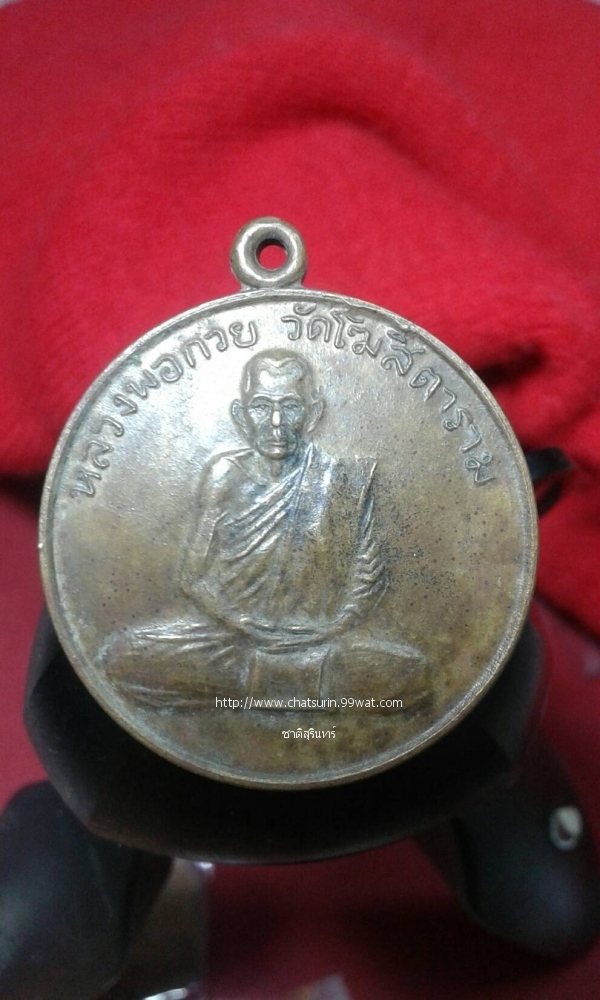 หลวงพ่อกวย วัดโฆสิตาราม
http://www.chatsurin.99wat.com
ชาติสุรินทร์